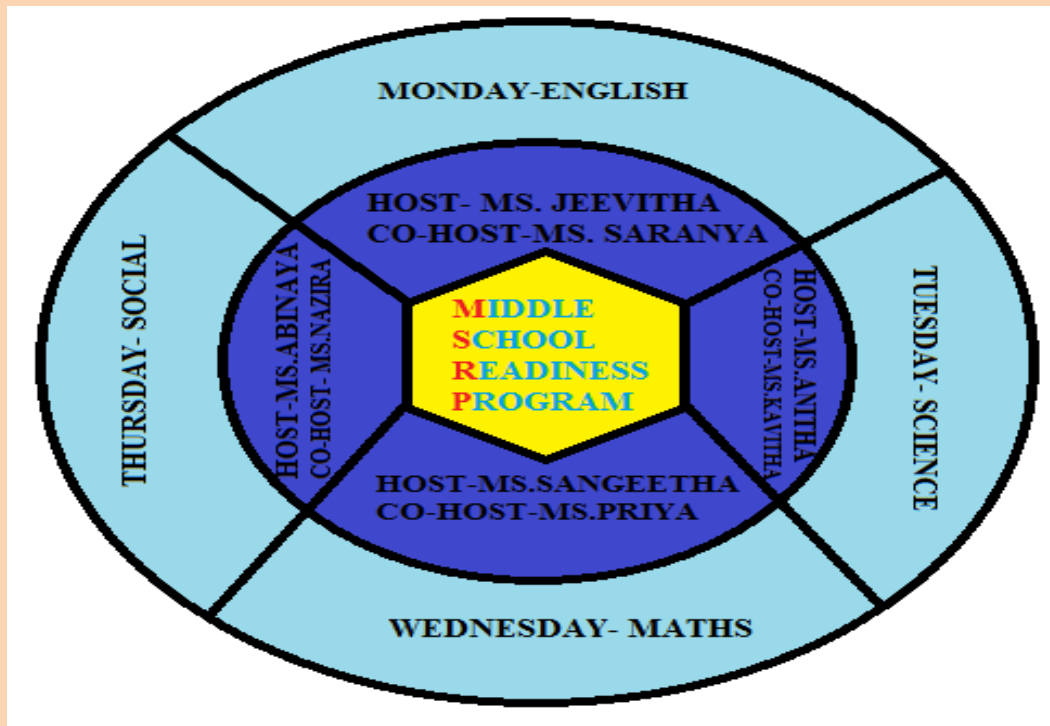 MONDAY-ENGLISH
HOST- MS. JEEVITHA
CO-HOST-MS. SARANYA
THURSDAY- SOCIAL
HOST-MS.ABINAYA
CO-HOST- MS.NAZIRA
MIDDLE
SCHOOL
READINESS
PROGRAM
HOST-MS.ANITHA
CO-HOST-MS.KAVITHA
TUESDAY- SCIENCE
HOST-MS.SANGEETHA
CO-HOST-MS.PRIYA
WEDNESDAY- MATHS